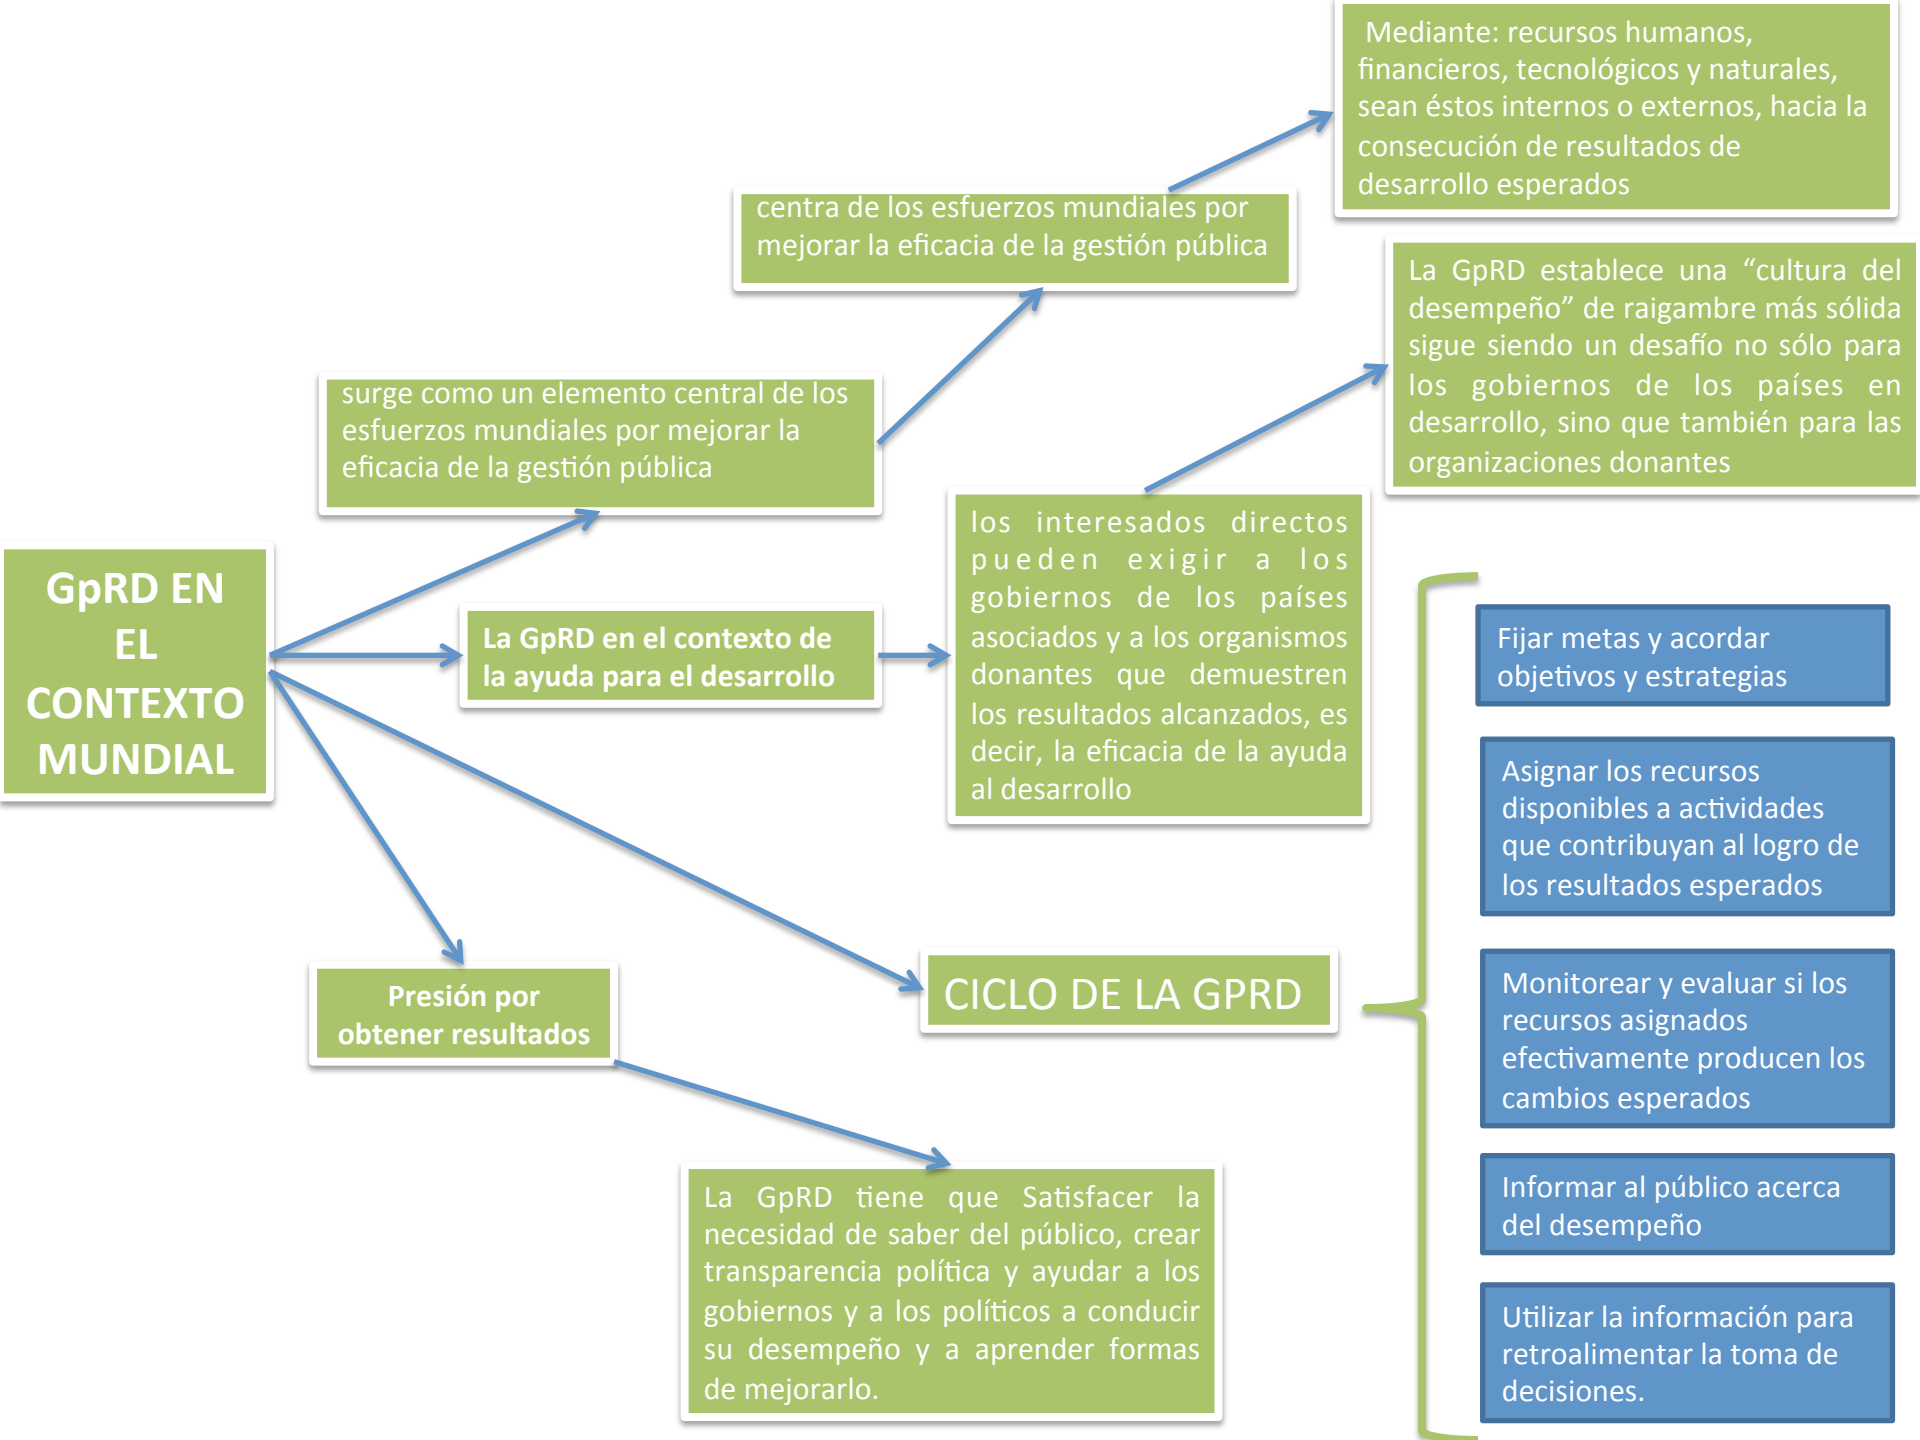 Mediante: recursos humanos,
financieros, tecnológicos y naturales,
sean éstos internos o externos, hacia la
consecución de resultados de
desarrollo esperados
centra de los esfuerzos mundiales por
mejorar la eficacia de la gestión pública
La GpRD establece una “cultura del
desempeño” de raigambre más sólida
sigue siendo un desafío no sólo para
los gobiernos de los países en
desarrollo, sino que también para las
organizaciones donantes
surge como un elemento central de los
esfuerzos mundiales por mejorar la
eficacia de la gestión pública
los interesados directos
pueden exigir a los
gobiernos de los países
asociados y a los organismos
donantes que demuestren
los resultados alcanzados, es
decir, la eficacia de la ayuda
al desarrollo
GpRD EN
EL
CONTEXTO
MUNDIAL
La GpRD en el contexto de
la ayuda para el desarrollo
Fijar metas y acordar
objetivos y estrategias
Asignar los recursos
disponibles a actividades
que contribuyan al logro de
los resultados esperados
Presión por
obtener resultados
CICLO DE LA GPRD
Monitorear y evaluar si los
recursos asignados
efectivamente producen los
cambios esperados
La GpRD tiene que Satisfacer la
necesidad de saber del público, crear
transparencia política y ayudar a los
gobiernos y a los políticos a conducir
su desempeño y a aprender formas
de mejorarlo.
Informar al público acerca
del desempeño
Utilizar la información para
retroalimentar la toma de
decisiones.